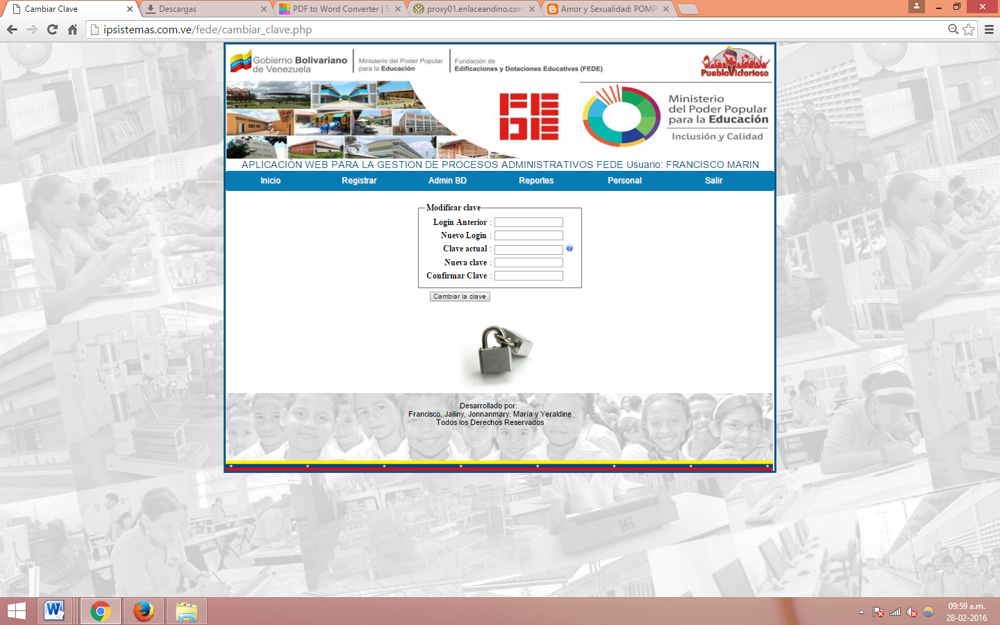 Cambiar Clave
Descargas
PDF to Word Converter | S
proxy01.enlaceandino.com
Amor y Sexualidad: POMP
ipsistemas.com.ve/fede/cambiar_clave.php
Gobierno Bolivariano
de Venezuela
Ministerio del Poder Popular
para la Educación
Fundación de
Edificaciones y Dotaciones Educativas (FEDE)
PuebloVictorioso
FEDE
Ministerio
del Poder Popular
para la Educación
Inclusión y Calidad
APLICACIÓN WEB PARA LA GESTION DE PROCESOS ADMINISTRATIVOS FEDE Usuario: FRANCISCO MARIN
Inicio Registrar Admin BD Reportes Personal Salir
Modificar clave
Login Anterior :
Nuevo Login :
Clave actual :
Nueva clave :
Confirmar Clave :
Cambiar la clave
Desarrollado por:
Francisco, Jailiny, Jonnanmary, María y Yeraldine
Todos los Derechos Reservados
16
09:59 a.m.
28-02-2016